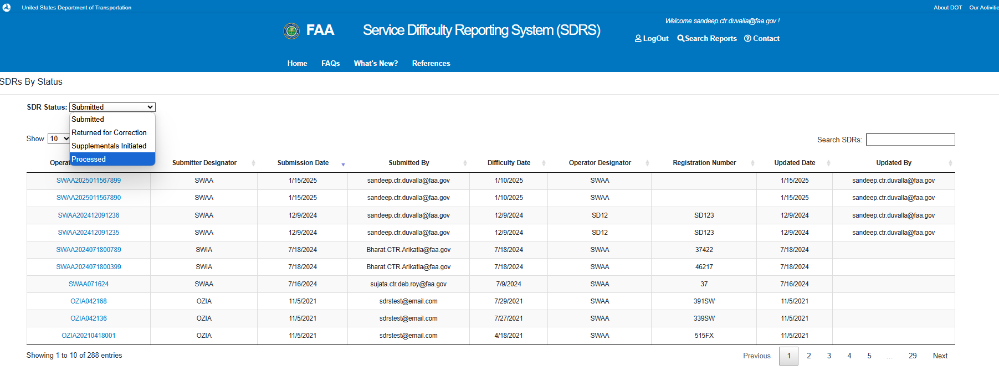 United States Department of Transportation About DOT Our Activitie
Welcome sandeep.ctr.duvalla@faa.gov !
FAA Service Difficulty Reporting System (SDRS)
LogOut Search Reports Contact
Home FAQs What's New? References
SDRs By Status
SDR Status: Submitted
Submitted
Returned for Correction
Supplementals Initiated
Processed
Show 10 Search SDRs:
Operat Submitter Designator Submission Date Submitted By Difficulty Date Operator Designator Registration Number Updated Date Updated By
SWAA2025011567899 SWAA 1/15/2025 sandeep.ctr.duvalla@faa.gov 1/10/2025 SWAA 1/15/2025 sandeep.ctr.duvalla@faa.gov
SWAA2025011567890 SWAA 1/15/2025 sandeep.ctr.duvalla@faa.gov 1/10/2025 SWAA 1/15/2025 sandeep.ctr.duvalla@faa.gov
SWAA202412091236 SWAA 12/9/2024 sandeep.ctr.duvalla@faa.gov 12/9/2024 SD12 SD123 12/9/2024 sandeep.ctr.duvalla@faa.gov
SWAA202412091235 SWAA 12/9/2024 sandeep.ctr.duvalla@faa.gov 12/9/2024 SD12 SD123 12/9/2024 sandeep.ctr.duvalla@faa.gov
SWAA2024071800789 SWIA 7/18/2024 Bharat.CTR.Arikatla@faa.gov 7/18/2024 SWAA 37422 7/18/2024
SWAA2024071800399 SWIA 7/18/2024 Bharat.CTR.Arikatla@faa.gov 7/18/2024 SWAA 46217 7/18/2024
SWAA071624 SWAA 7/16/2024 sujata.ctr.deb.roy@faa.gov 7/9/2024 SWAA 37 7/16/2024
OZIA042168 OZIA 11/5/2021 sdrstest@email.com 7/29/2021 SWAA 391SW 11/5/2021
OZIA042136 OZIA 11/5/2021 sdrstest@email.com 7/27/2021 SWAA 339SW 11/5/2021
OZIA20210418001 OZIA 11/5/2021 sdrstest@email.com 4/18/2021 SWAA 515FX 11/5/2021
Showing 1 to 10 of 288 entries Previous 1 2 3 4 5 … 29 Next